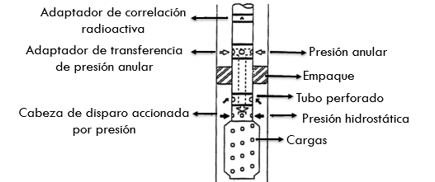 Adaptador de correlación
radioactiva
Adaptador de transferencia
de presión anular
Presión anular
Empaque
Tubo perforado
Cabeza de disparo accionada
por presión
Presión hidrostática
Cargas